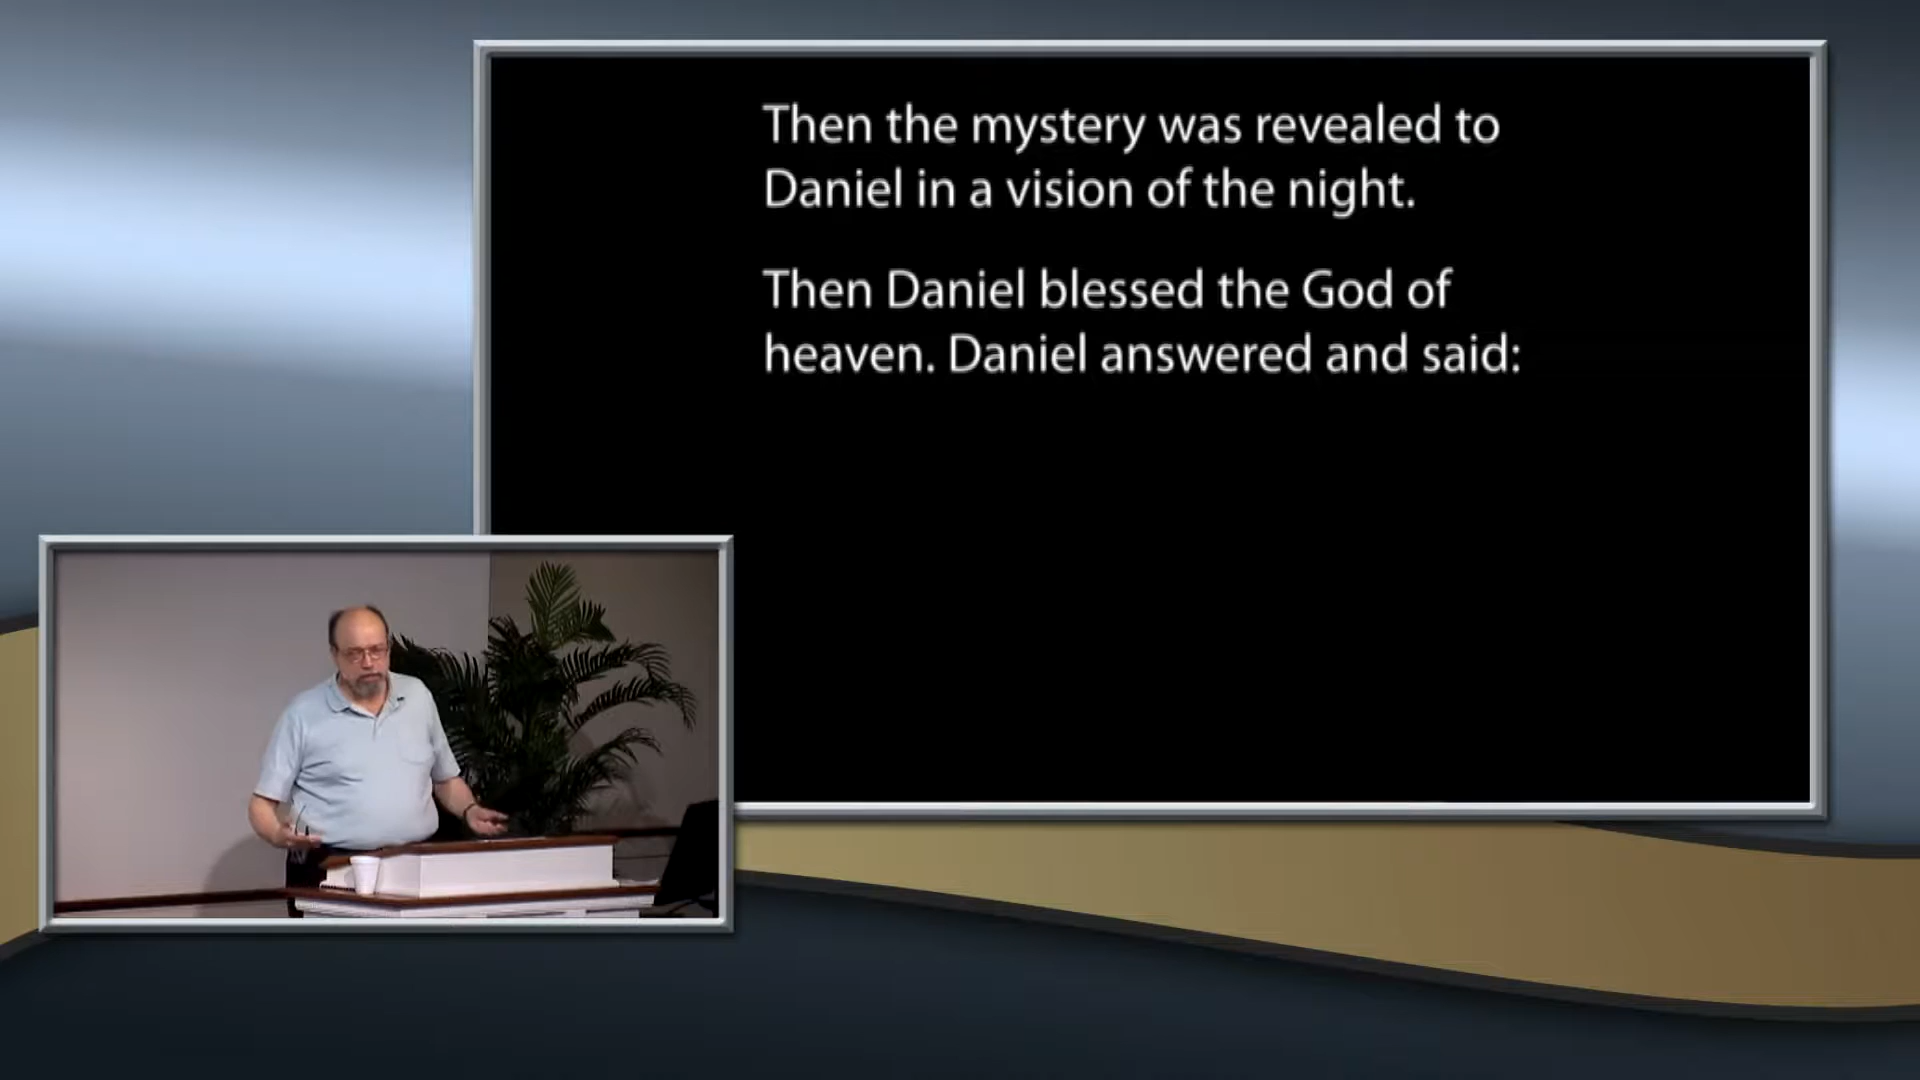 Then the mystery was revealed to
Daniel in a vision of the night.
Then Daniel blessed the God of
heaven. Daniel answered and said: